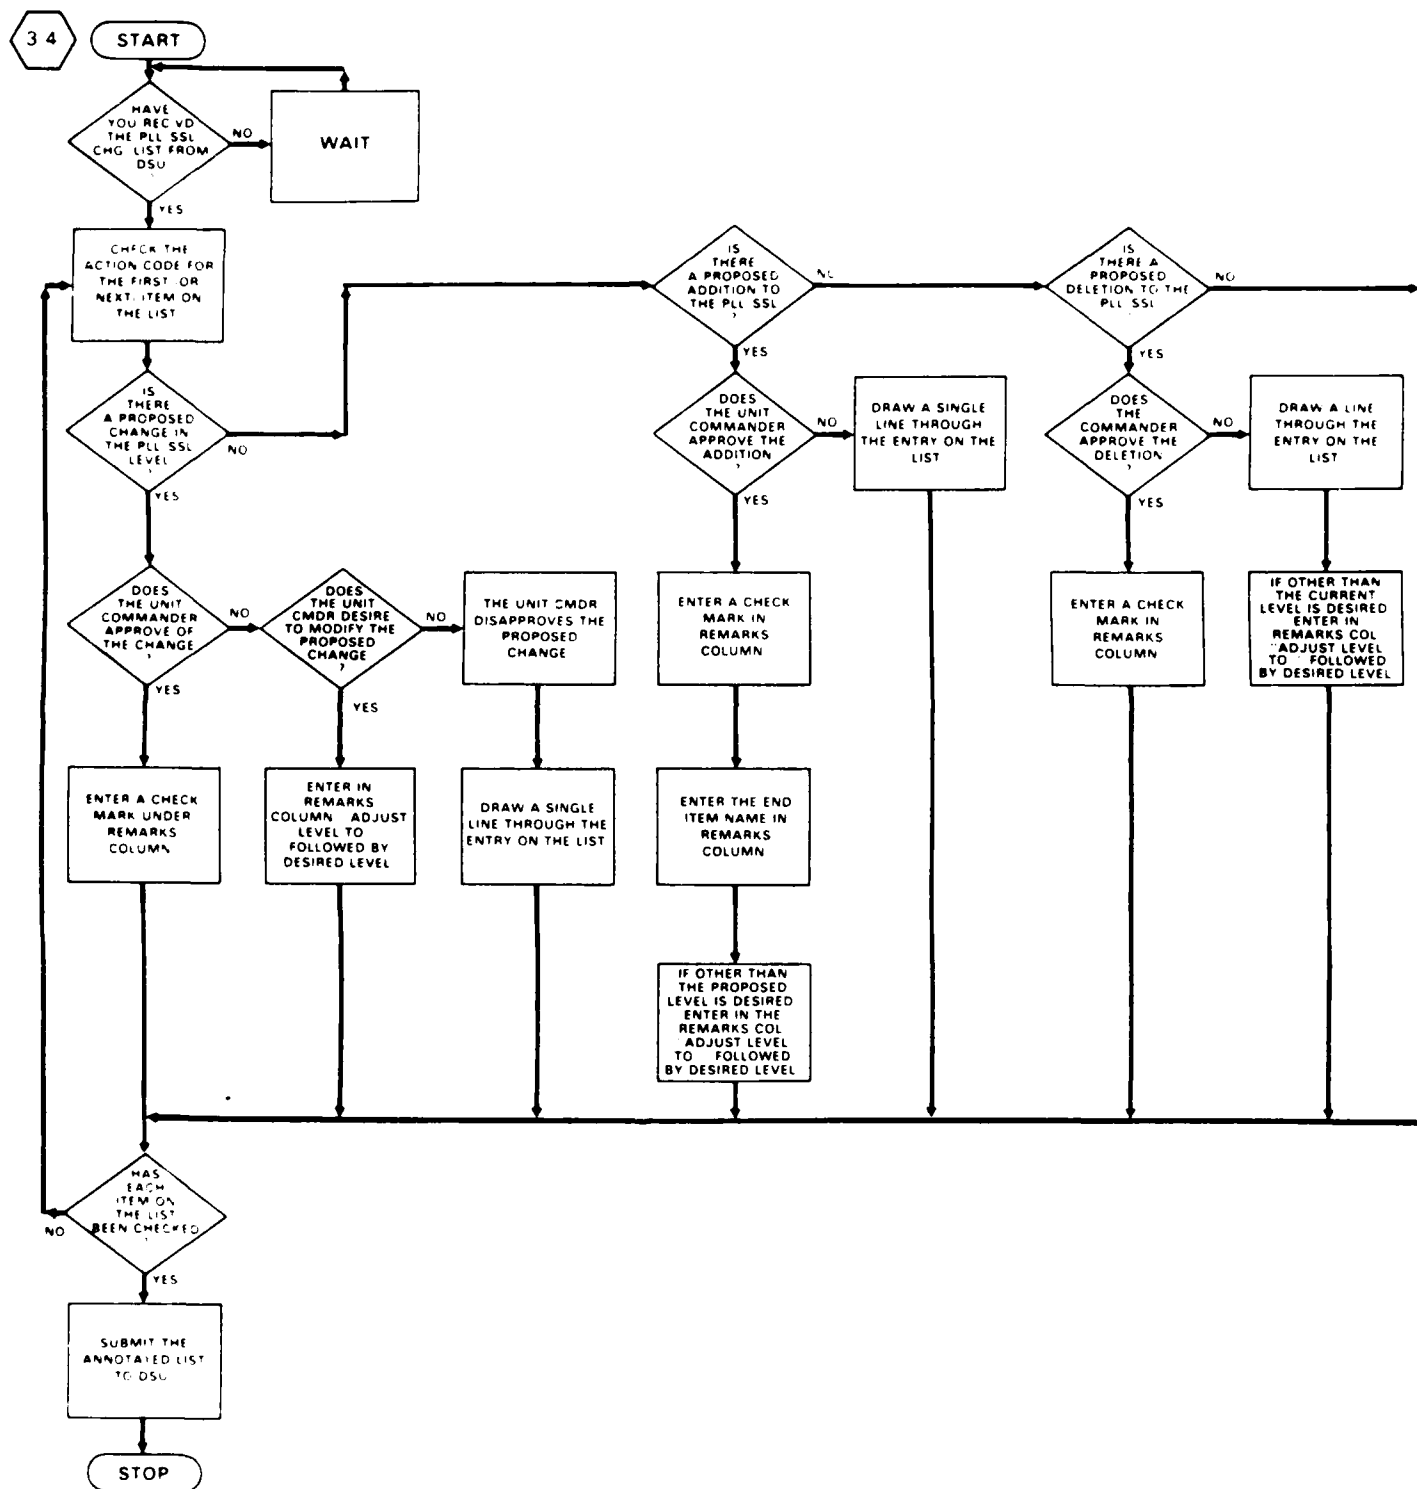 3 4
START
HAVE
YOU REC VD
THE PLL SSL
CHG LIST FROM
DSU
?
NO
WAIT
YES
CHECK THE
ACTION CODE FOR
THE FIRST OR
NEXT ITEM ON
THE LIST
IS
THERE
A PROPOSED
CHANGE IN
THE PLL SSL
LEVEL
?
NO
YES
DOES
THE UNIT
COMMANDER
APPROVE OF
THE CHANGE
?
NO
YES
DOES
THE UNIT
CMDR DESIRE
TO MODIFY THE
PROPOSED
CHANGE
?
NO
YES
THE UNIT CMDR
DISAPPROVES THE
PROPOSED
CHANGE
ENTER A CHECK
MARK UNDER
REMARKS
COLUMN
ENTER IN
REMARKS
COLUMN ADJUST
LEVEL TO
FOLLOWED BY
DESIRED LEVEL
DRAW A SINGLE
LINE THROUGH THE
ENTRY ON THE LIST
IS
THERE
A PROPOSED
ADDITION TO
THE PLL SSL
?
YES
DOES
THE UNIT
COMMANDER
APPROVE THE
ADDITION
?
NO
DRAW A SINGLE
LINE THROUGH
THE ENTRY ON THE
LIST
YES
ENTER A CHECK
MARK IN
REMARKS
COLUMN
ENTER THE END
ITEM NAME IN
REMARKS
COLUMN
IF OTHER THAN
THE PROPOSED
LEVEL IS DESIRED
ENTER IN THE
REMARKS COL
"ADJUST LEVEL
TO FOLLOWED
BY DESIRED LEVEL
IS
THERE A
PROPOSED
DELETION TO THE
PLL SSL
NO
YES
DOES
THE
COMMANDER
APPROVE THE
DELETION
?
NO
DRAW A LINE
THROUGH THE
ENTRY ON THE
LIST
YES
ENTER A CHECK
MARK IN
REMARKS
COLUMN
IF OTHER THAN
THE CURRENT
LEVEL IS DESIRED
ENTER IN
REMARKS COL
"ADJUST LEVEL
TO " FOLLOWED
BY DESIRED LEVEL
HAS
EACH
ITEM ON
THE LIST
BEEN CHECKED
?
NO
YES
SUBMIT THE
ANNOTATED LIST
TO DSU
STOP